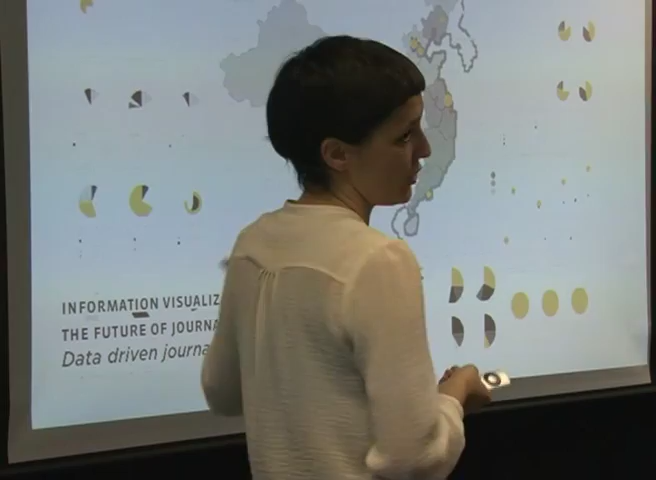 INFORMATION VISUALIZ
THE FUTURE OF JOURNA
Data driven journa